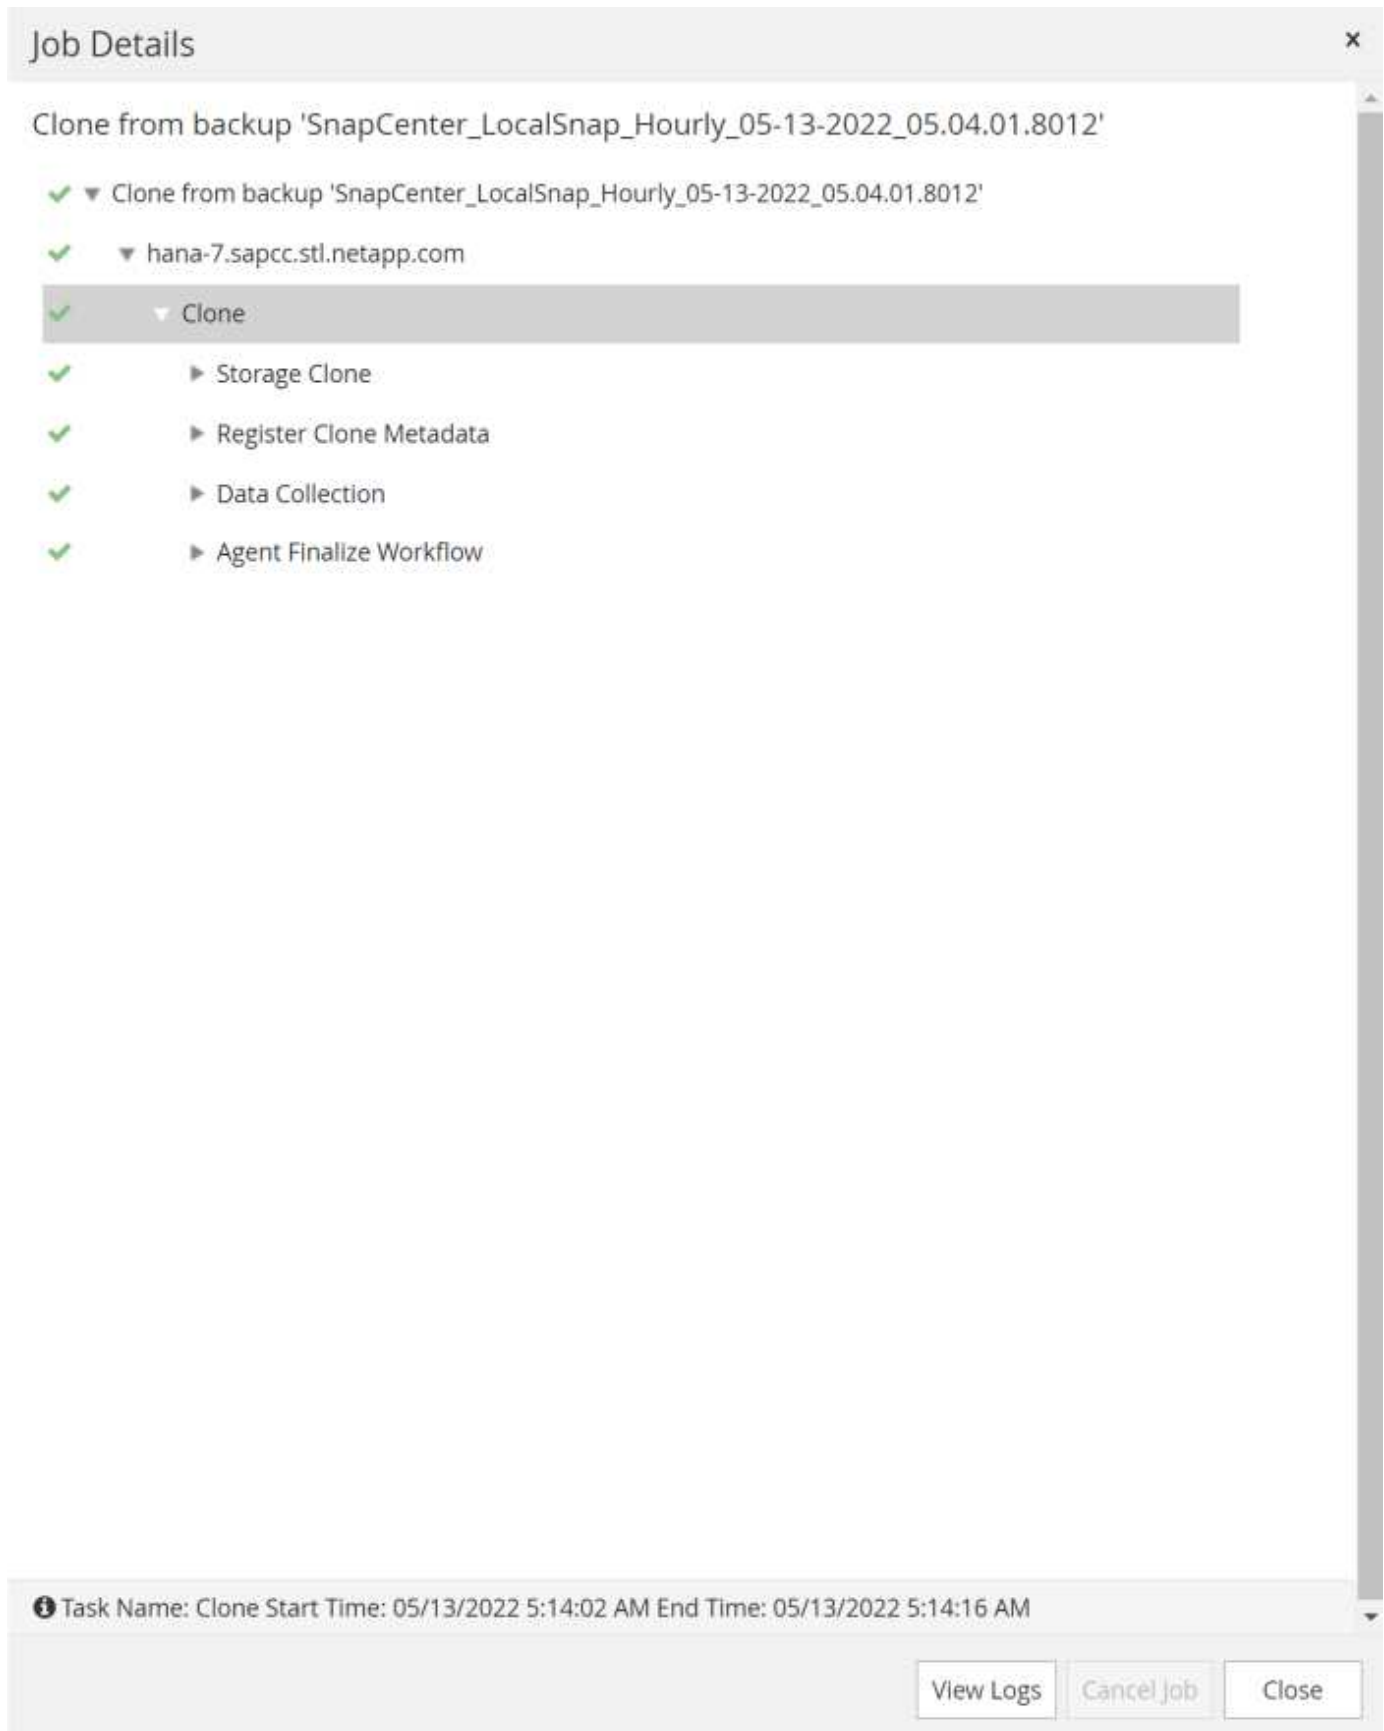 Job Details
Clone from backup 'SnapCenter_LocalSnap_Hourly_05-13-2022_05.04.01.8012'
Clone from backup 'SnapCenter_LocalSnap_Hourly_05-13-2022_05.04.01.8012'
hana-7.sapcc.stl.netapp.com
Clone
Storage Clone
Register Clone Metadata
Data Collection
Agent Finalize Workflow
Task Name: Clone Start Time: 05/13/2022 5:14:02 AM End Time: 05/13/2022 5:14:16 AM
View Logs Cancel Job Close